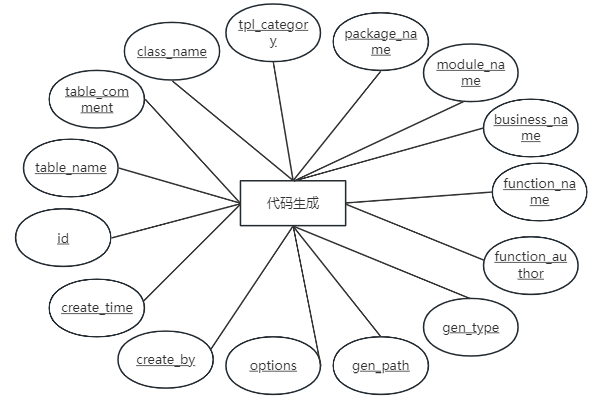 tpl_categor
y
package_na
me
class_name
module_na
me
table_com
ment
business_na
me
table_name
function_na
me
代码生成
id
function_au
thor
create_time
gen_type
create_by
options
gen_path